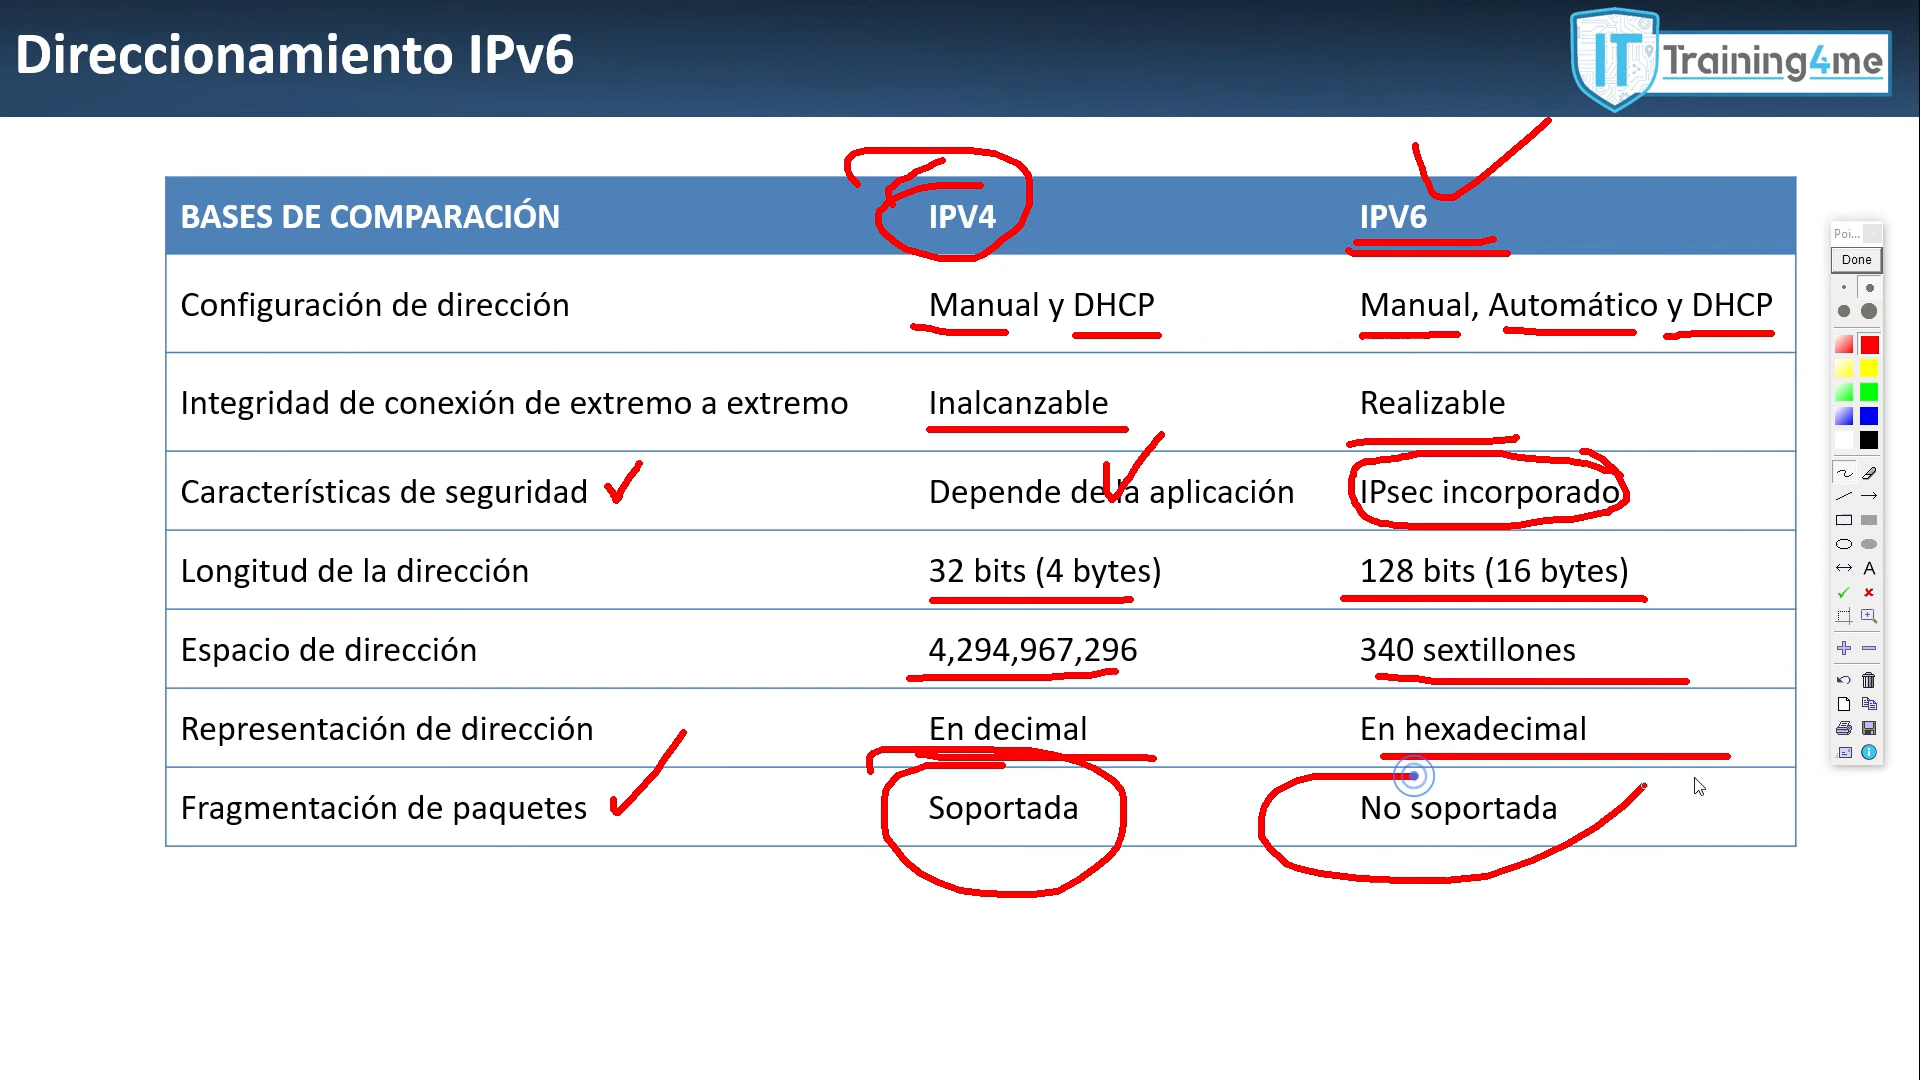 Direccionamiento IPv6
IT Training4me
BASES DE COMPARACIÓN IPV4 IPV6
Configuración de dirección Manual y DHCP Manual, Automático y DHCP
Integridad de conexión de extremo a extremo Inalcanzable Realizable
Características de seguridad Depende de la aplicación IPsec incorporado
Longitud de la dirección 32 bits (4 bytes) 128 bits (16 bytes)
Espacio de dirección 4,294,967,296 340 sextillones
Representación de dirección En decimal En hexadecimal
Fragmentación de paquetes Soportada No soportada
Poi...
Done
A